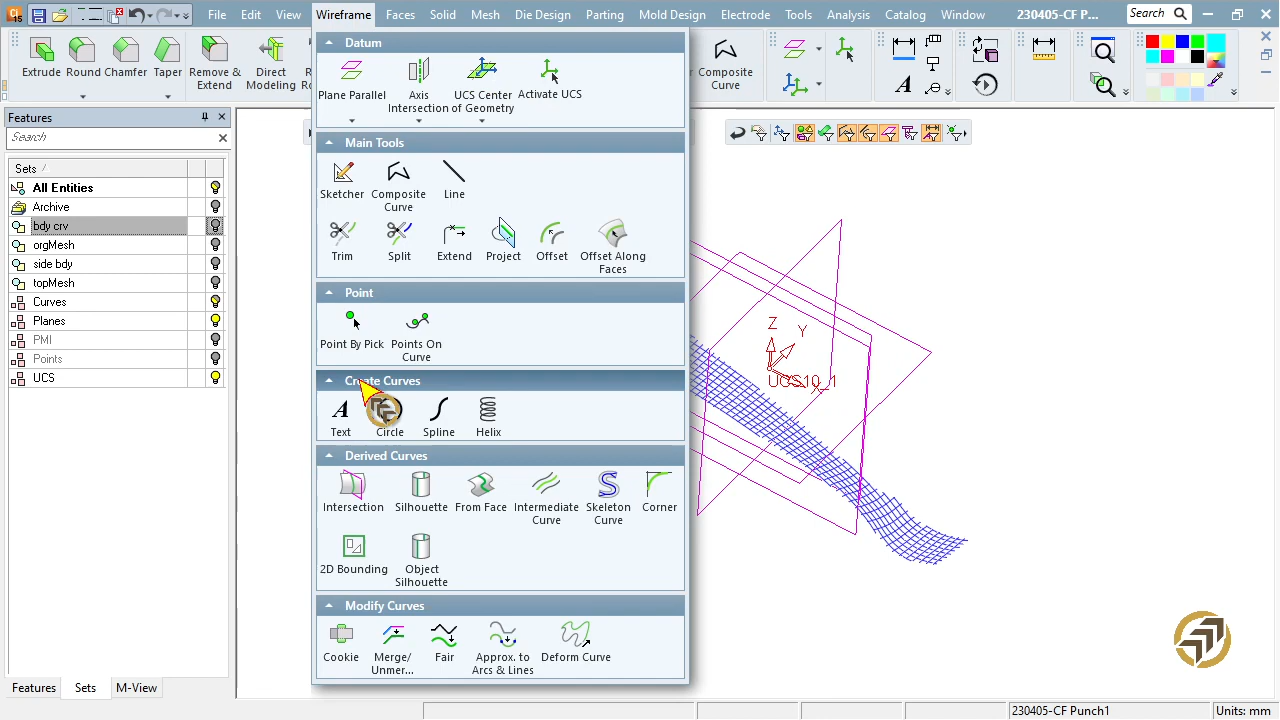 File Edit View Wireframe Faces Solid Mesh Die Design Parting Mold Design Electrode Tools Analysis Catalog Window 230405-CF P... Search
Extrude Round Chamfer Taper Remove & Extend Direct Modeling
Composite Curve
Features
Search
Sets
All Entities
Archive
bdy crv
orgMesh
side bdy
topMesh
Curves
Planes
PMI
Points
UCS
Features Sets M-View
Datum
Plane Parallel Axis Intersection UCS Center of Geometry Activate UCS
Main Tools
Sketcher Composite Curve Line
Trim Split Extend Project Offset Offset Along Faces
Point
Point By Pick Points On Curve
Create Curves
Text Circle Spline Helix
Derived Curves
Intersection Silhouette From Face Intermediate Curve Skeleton Curve Corner
2D Bounding Object Silhouette
Modify Curves
Cookie Merge/ Unmer... Fair Approx. to Arcs & Lines Deform Curve
Z
Y
UCS10_1
X
230405-CF Punch1 Units: mm